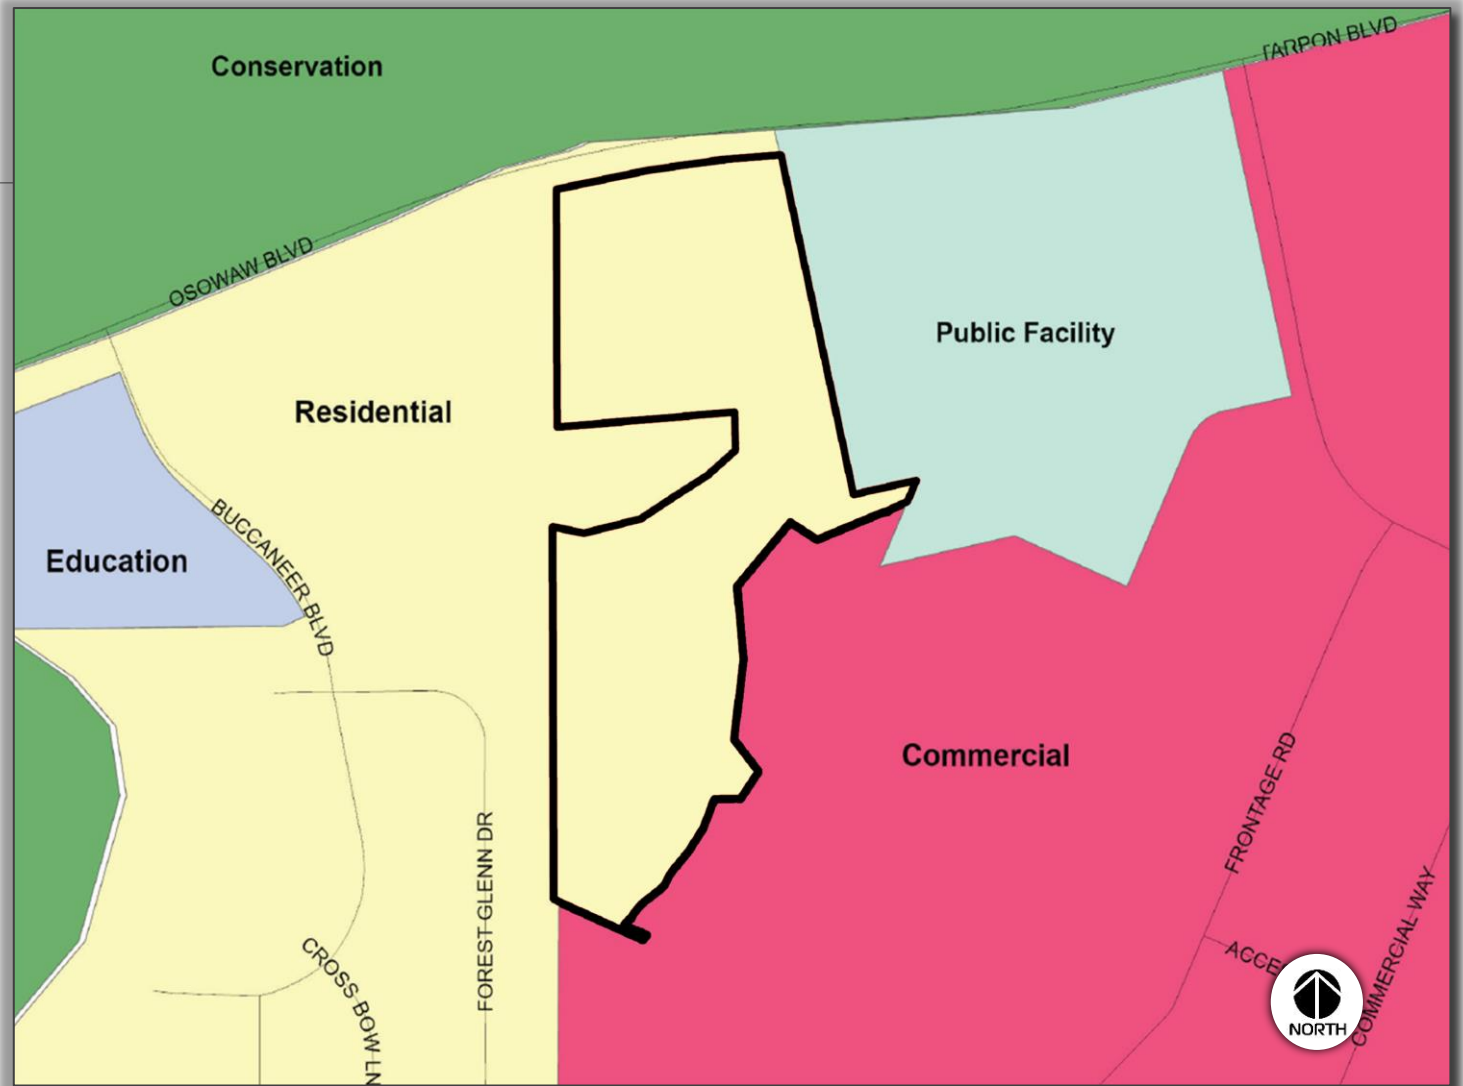 Conservation
TARPON BLVD
OSOWAW BLVD
Public Facility
Residential
BUCCANEER BLVD
Education
Commercial
FRONTAGE RD
FOREST GLENN DR
COMMERCIAL WAY
CROSS BOW LN
ACCE
NORTH